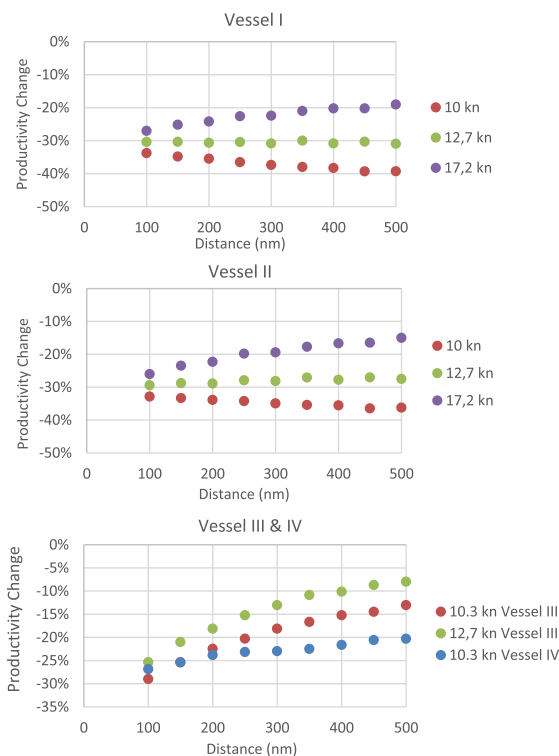 Vessel I
0%
-10%
-20%
-30%
-40%
-50%
Productivity Change
0
100
200
300
400
500
Distance (nm)
10 kn
12,7 kn
17,2 kn
Vessel II
0%
-10%
-20%
-30%
-40%
-50%
Productivity Change
0
100
200
300
400
500
Distance (nm)
10 kn
12,7 kn
17,2 kn
Vessel III & IV
0%
-5%
-10%
-15%
-20%
-25%
-30%
-35%
Productivity Change
0
100
200
300
400
500
Distance (nm)
10.3 kn Vessel III
12,7 kn Vessel III
10.3 kn Vessel IV